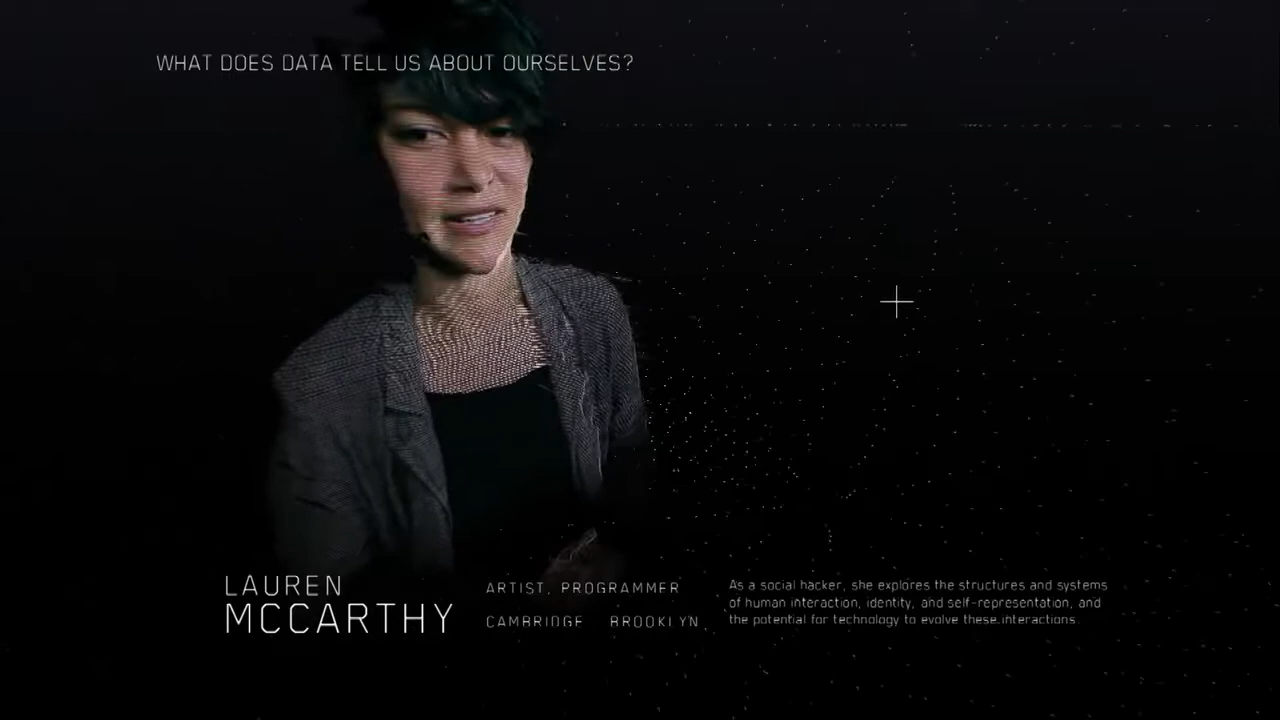 WHAT DOES DATA TELL US ABOUT OURSELVES?
LAUREN
MCCARTHY
ARTIST, PROGRAMMER
CAMBRIDGE BROOKLYN
As a social hacker, she explores the structures and systems
of human interaction, identity, and self-representation, and
the potential for technology to evolve these interactions.